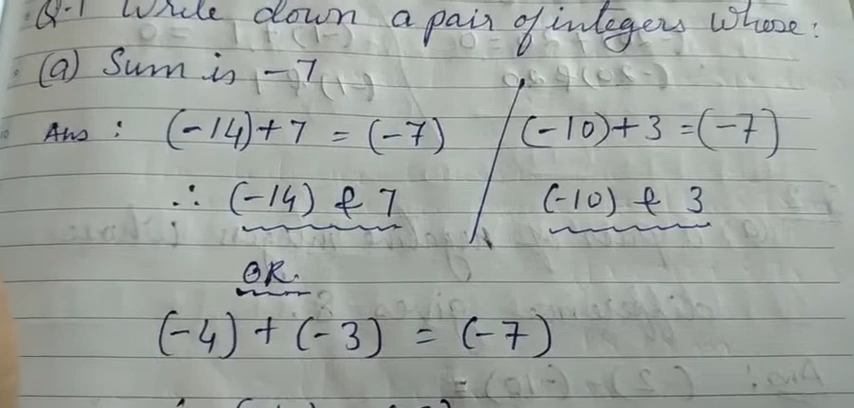 Q-1 Write down a pair of integers whose:
(a) Sum is -7
Ans: (-14)+7 = (-7) / (-10)+3 =(-7)
∴ (-14) & 7 (-10) & 3
OR.
(-4) + (-3) = (-7)